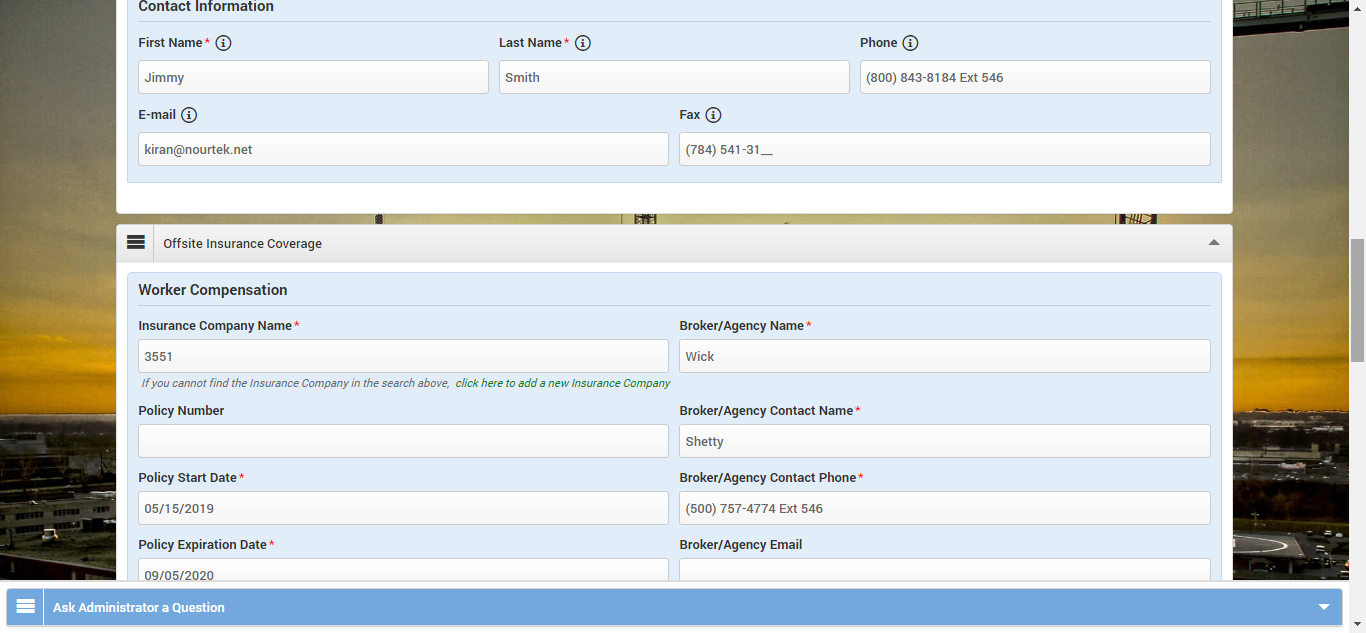 Contact Information
First Name* Last Name* Phone
Jimmy Smith (800) 843-8184 Ext 546
E-mail Fax
kiran@nourtek.net (784) 541-31__
Offsite Insurance Coverage
Worker Compensation
Insurance Company Name* Broker/Agency Name*
3551 Wick
If you cannot find the Insurance Company in the search above, click here to add a new Insurance Company
Policy Number Broker/Agency Contact Name*
Shetty
Policy Start Date* Broker/Agency Contact Phone*
05/15/2019 (500) 757-4774 Ext 546
Policy Expiration Date* Broker/Agency Email
09/05/2020
Ask Administrator a Question